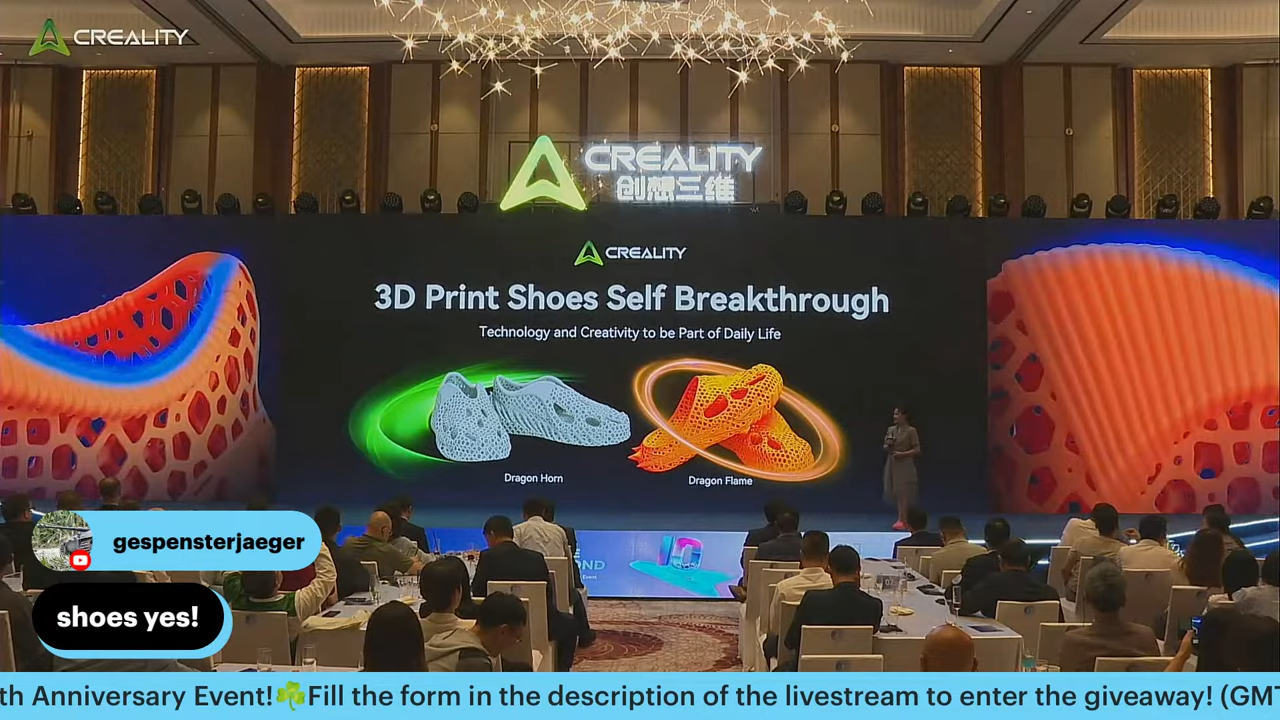 CREALITY
CREALITY
创想三维
CREALITY
3D Print Shoes Self Breakthrough
Technology and Creativity to be Part of Daily Life
Dragon Horn
Dragon Flame
gespensterjaeger
shoes yes!
OND
Event
th Anniversary Event!☘️Fill the form in the description of the livestream to enter the giveaway! (GMT